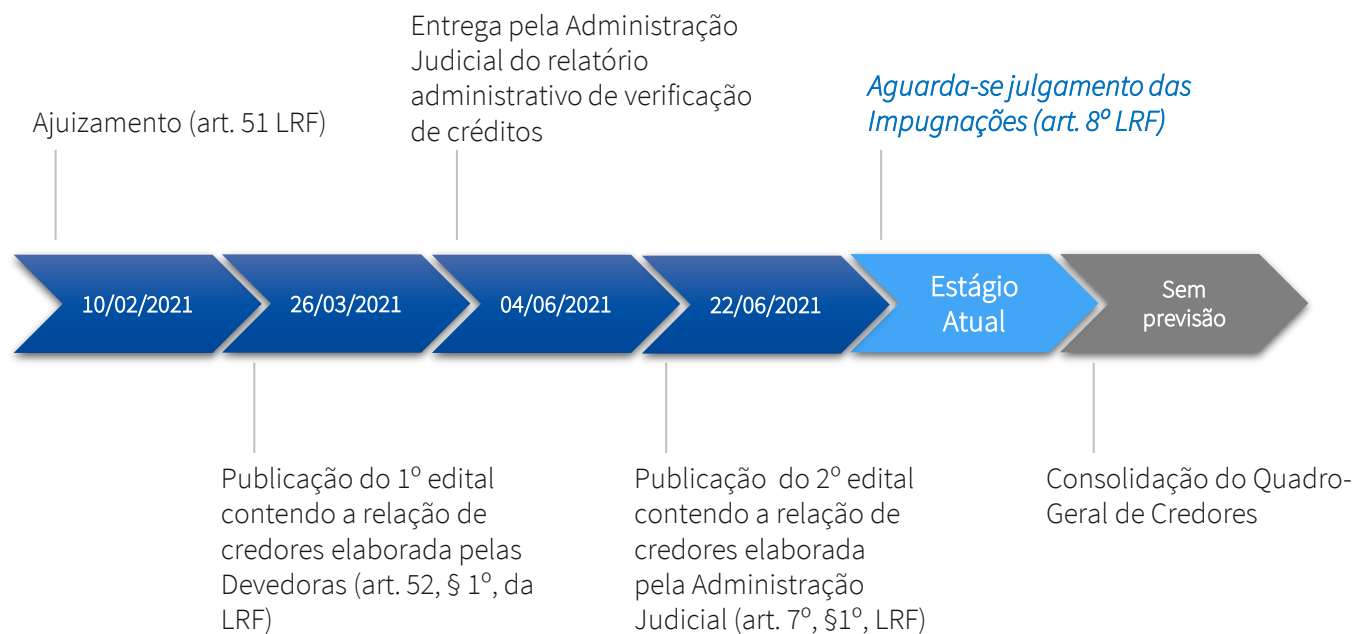 Entrega pela Administração
Judicial do relatório
administrativo de verificação
de créditos
Ajuizamento (art. 51 LRF)
Aguarda-se julgamento das
Impugnações (art. 8º LRF)
10/02/2021
26/03/2021
04/06/2021
22/06/2021
Estágio
Atual
Sem
previsão
Publicação do 1º edital
contendo a relação de
credores elaborada pelas
Devedoras (art. 52, § 1º, da
LRF)
Publicação  do 2º edital
contendo a relação de
credores elaborada
pela Administração
Judicial (art. 7º, §1º, LRF)
Consolidação do Quadro-
Geral de Credores